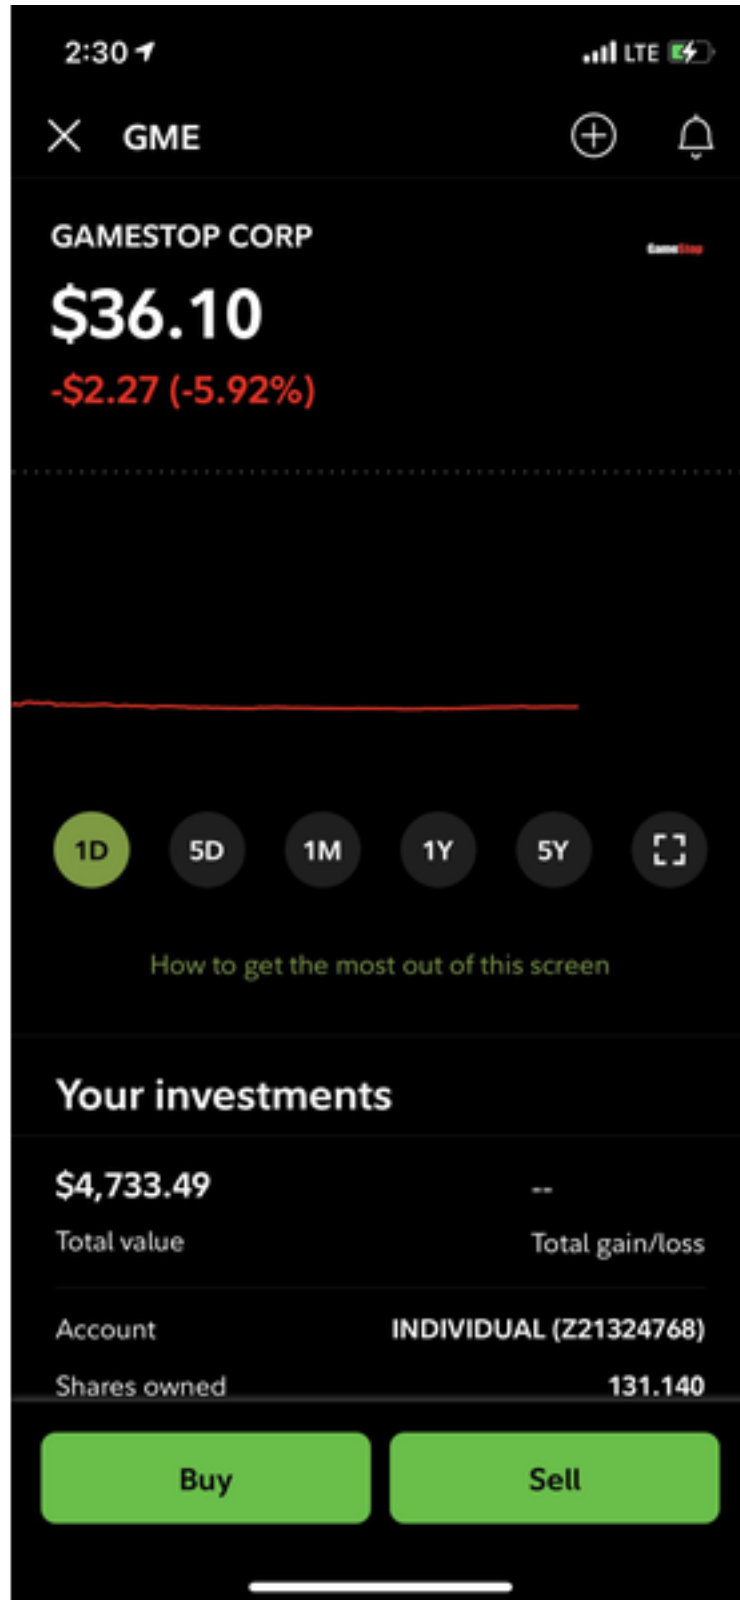 2:30 LTE
GME
GAMESTOP CORP
GameStop
$36.10
-$2.27 (-5.92%)
1D 5D 1M 1Y 5Y
How to get the most out of this screen
Your investments
$4,733.49 --
Total value Total gain/loss
Account INDIVIDUAL (Z21324768)
Shares owned 131.140
Buy Sell